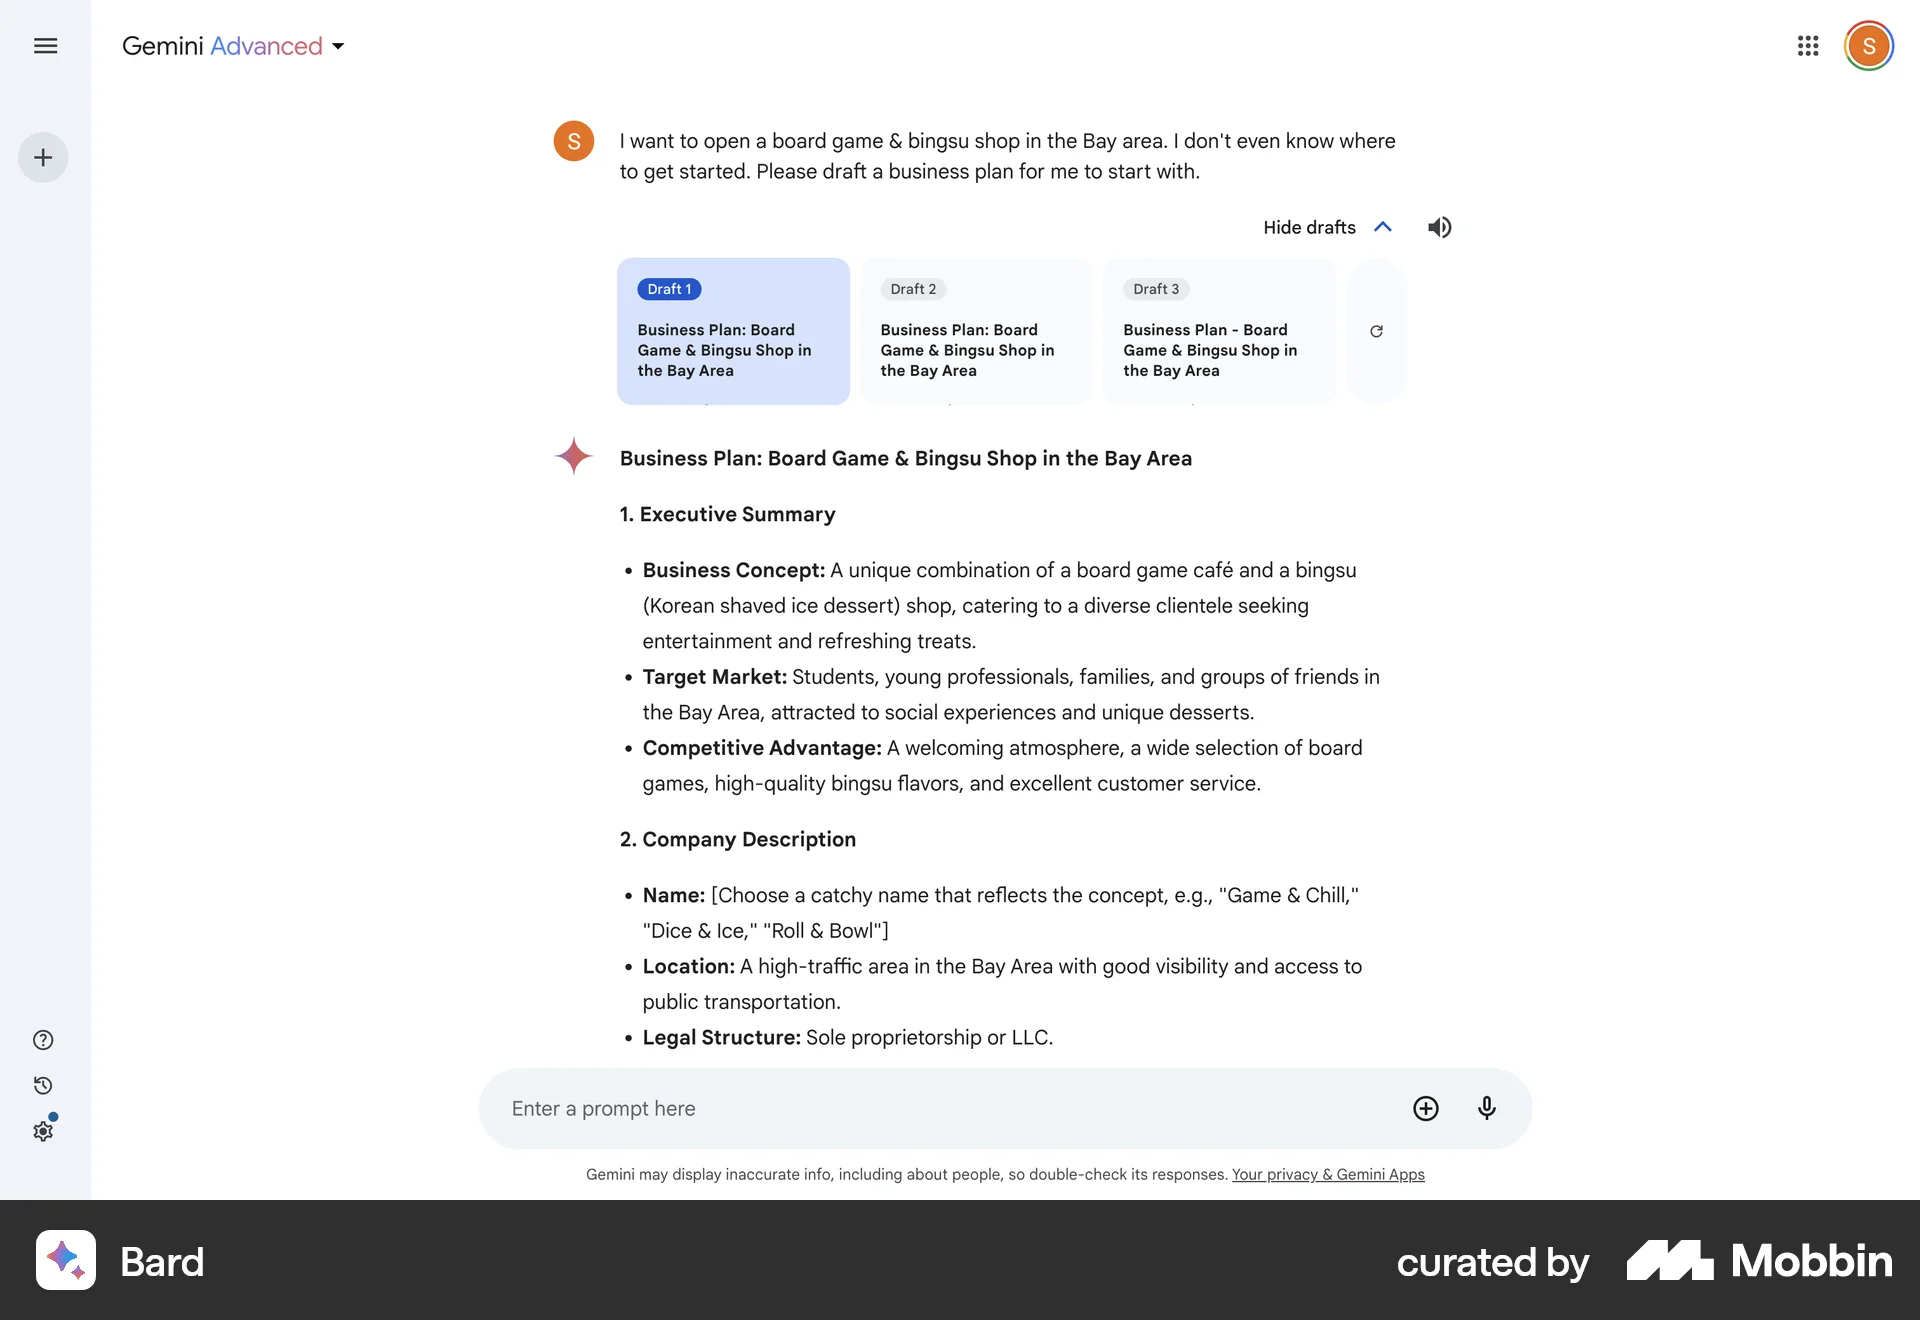 Gemini Advanced
S
S
I want to open a board game & bingsu shop in the Bay area. I don't even know where
to get started. Please draft a business plan for me to start with.
Hide drafts
Draft 1
Business Plan: Board
Game & Bingsu Shop in
the Bay Area
Draft 2
Business Plan: Board
Game & Bingsu Shop in
the Bay Area
Draft 3
Business Plan - Board
Game & Bingsu Shop in
the Bay Area
Business Plan: Board Game & Bingsu Shop in the Bay Area
1. Executive Summary
• Business Concept: A unique combination of a board game café and a bingsu
(Korean shaved ice dessert) shop, catering to a diverse clientele seeking
entertainment and refreshing treats.
• Target Market: Students, young professionals, families, and groups of friends in
the Bay Area, attracted to social experiences and unique desserts.
• Competitive Advantage: A welcoming atmosphere, a wide selection of board
games, high-quality bingsu flavors, and excellent customer service.
2. Company Description
• Name: [Choose a catchy name that reflects the concept, e.g., "Game & Chill,"
"Dice & Ice," "Roll & Bowl"]
• Location: A high-traffic area in the Bay Area with good visibility and access to
public transportation.
• Legal Structure: Sole proprietorship or LLC.
Enter a prompt here
Gemini may display inaccurate info, including about people, so double-check its responses. Your privacy & Gemini Apps
Bard
curated by Mobbin